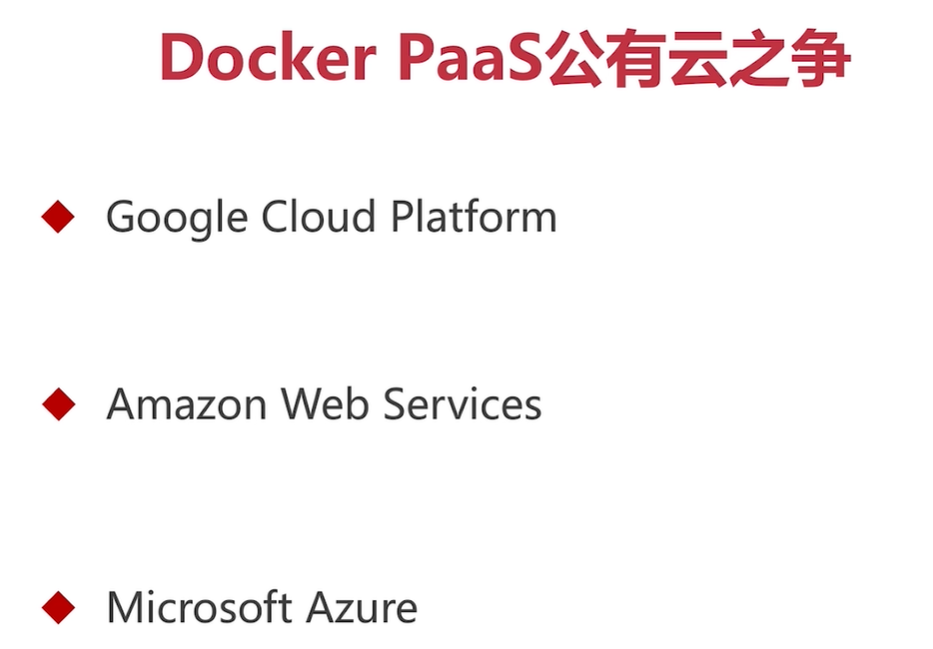 Docker PaaS公有云之争
Google Cloud Platform
Amazon Web Services
Microsoft Azure